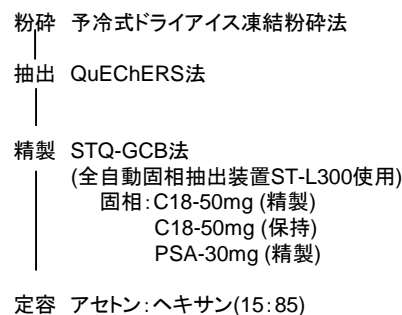 粉砕 予冷式ドライアイス凍結粉砕法
抽出 QuEChERS法
精製 STQ-GCB法
(全自動固相抽出装置ST-L300使用)
固相：C18-50mg (精製)
C18-50mg (保持)
PSA-30mg (精製)
定容 アセトン：ヘキサン(15：85)